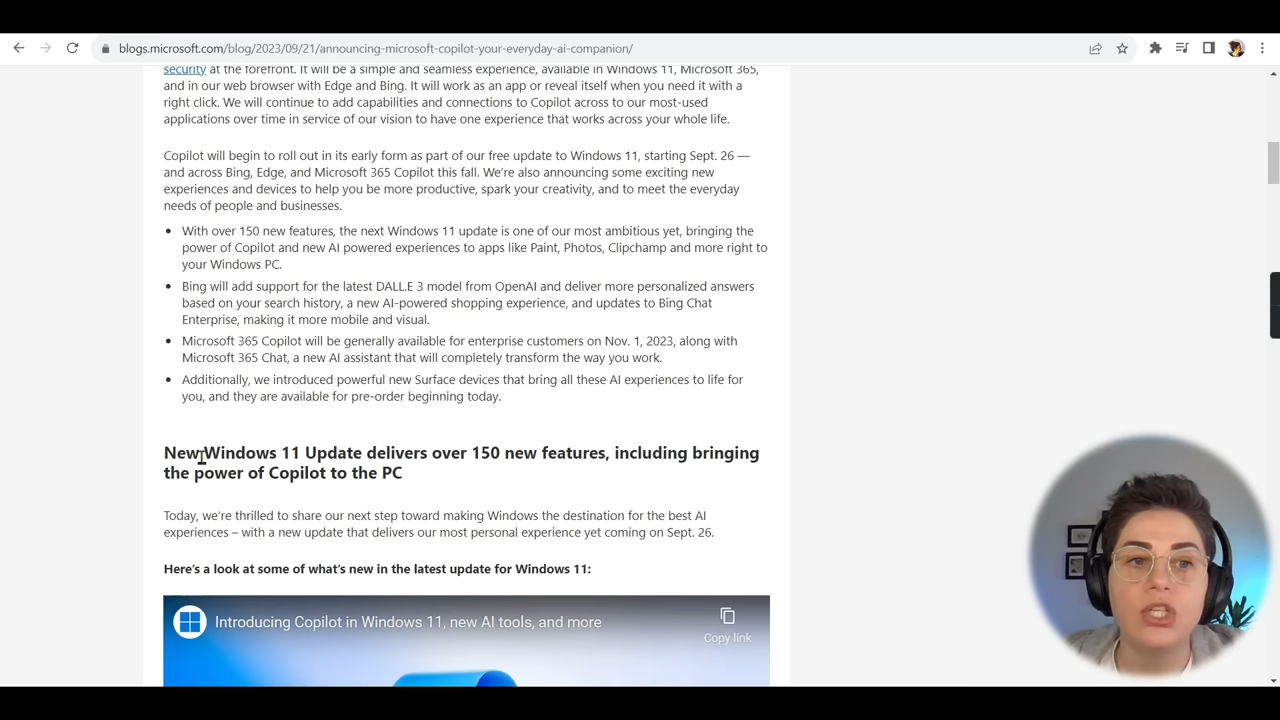 blogs.microsoft.com/blog/2023/09/21/announcing-microsoft-copilot-your-everyday-ai-companion/
security at the forefront. It will be a simple and seamless experience, available in Windows 11, Microsoft 365,
and in our web browser with Edge and Bing. It will work as an app or reveal itself when you need it with a
right click. We will continue to add capabilities and connections to Copilot across to our most-used
applications over time in service of our vision to have one experience that works across your whole life.
Copilot will begin to roll out in its early form as part of our free update to Windows 11, starting Sept. 26 —
and across Bing, Edge, and Microsoft 365 Copilot this fall. We’re also announcing some exciting new
experiences and devices to help you be more productive, spark your creativity, and to meet the everyday
needs of people and businesses.
• With over 150 new features, the next Windows 11 update is one of our most ambitious yet, bringing the
power of Copilot and new AI powered experiences to apps like Paint, Photos, Clipchamp and more right to
your Windows PC.
• Bing will add support for the latest DALL.E 3 model from OpenAI and deliver more personalized answers
based on your search history, a new AI-powered shopping experience, and updates to Bing Chat
Enterprise, making it more mobile and visual.
• Microsoft 365 Copilot will be generally available for enterprise customers on Nov. 1, 2023, along with
Microsoft 365 Chat, a new AI assistant that will completely transform the way you work.
• Additionally, we introduced powerful new Surface devices that bring all these AI experiences to life for
you, and they are available for pre-order beginning today.
New Windows 11 Update delivers over 150 new features, including bringing
the power of Copilot to the PC
Today, we’re thrilled to share our next step toward making Windows the destination for the best AI
experiences – with a new update that delivers our most personal experience yet coming on Sept. 26.
Here’s a look at some of what’s new in the latest update for Windows 11:
Introducing Copilot in Windows 11, new AI tools, and more
Copy link